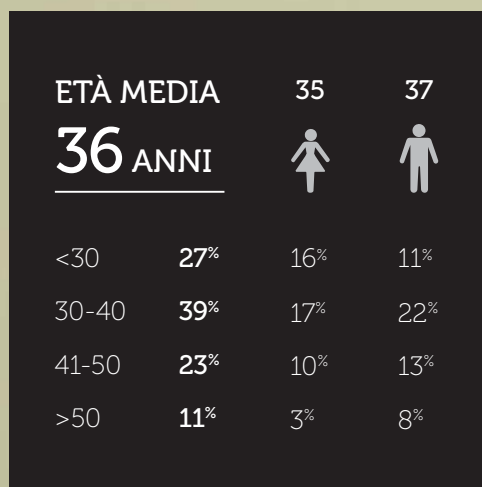 ETÀ MEDIA 35 37
36 ANNI
<30 27% 16% 11%
30-40 39% 17% 22%
41-50 23% 10% 13%
>50 11% 3% 8%